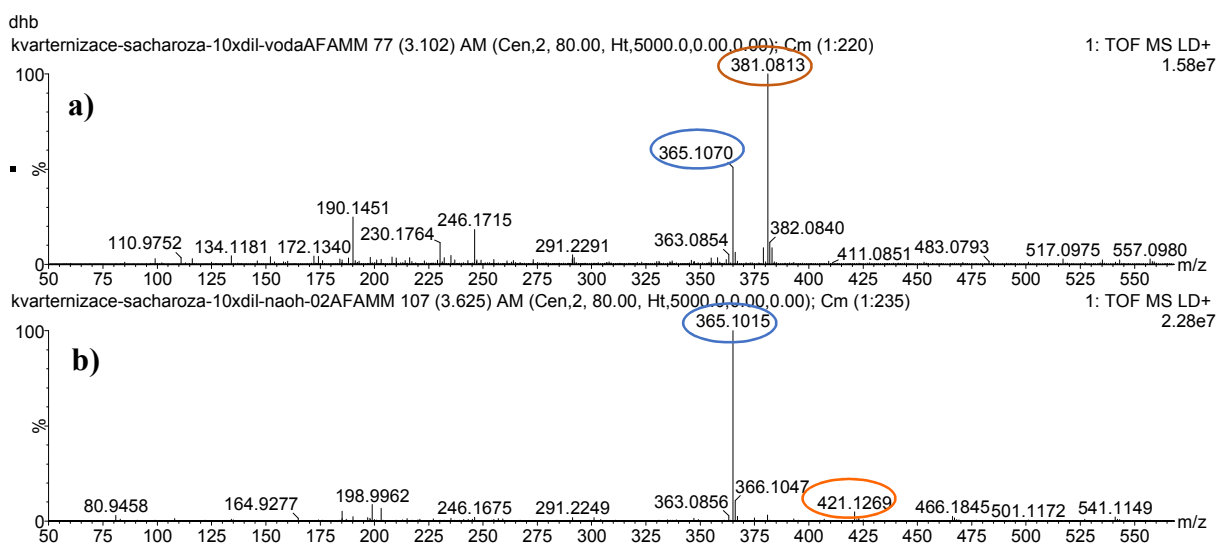 dhb
kvarternizace-sacharoza-10xdil-vodaAFAMM 77 (3.102) AM (Cen,2, 80.00, Ht,5000.0,0.00,0.00); Cm (1:220)
1: TOF MS LD+
1.58e7
381.0813
100
a)
365.1070
%
190.1451
246.1715
230.1764
110.9752
134.1181
172.1340
291.2291
363.0854
382.0840
411.0851
483.0793
517.0975
557.0980
0
m/z
50 75 100 125 150 175 200 225 250 275 300 325 350 375 400 425 450 475 500 525 550
kvarternizace-sacharoza-10xdil-naoh-02AFAMM 107 (3.625) AM (Cen,2, 80.00, Ht,5000.0,0.00,0.00); Cm (1:235)
1: TOF MS LD+
2.28e7
365.1015
100
b)
%
80.9458
164.9277
198.9962
246.1675
291.2249
363.0856
366.1047
421.1269
466.1845
501.1172
541.1149
0
m/z
50 75 100 125 150 175 200 225 250 275 300 325 350 375 400 425 450 475 500 525 550